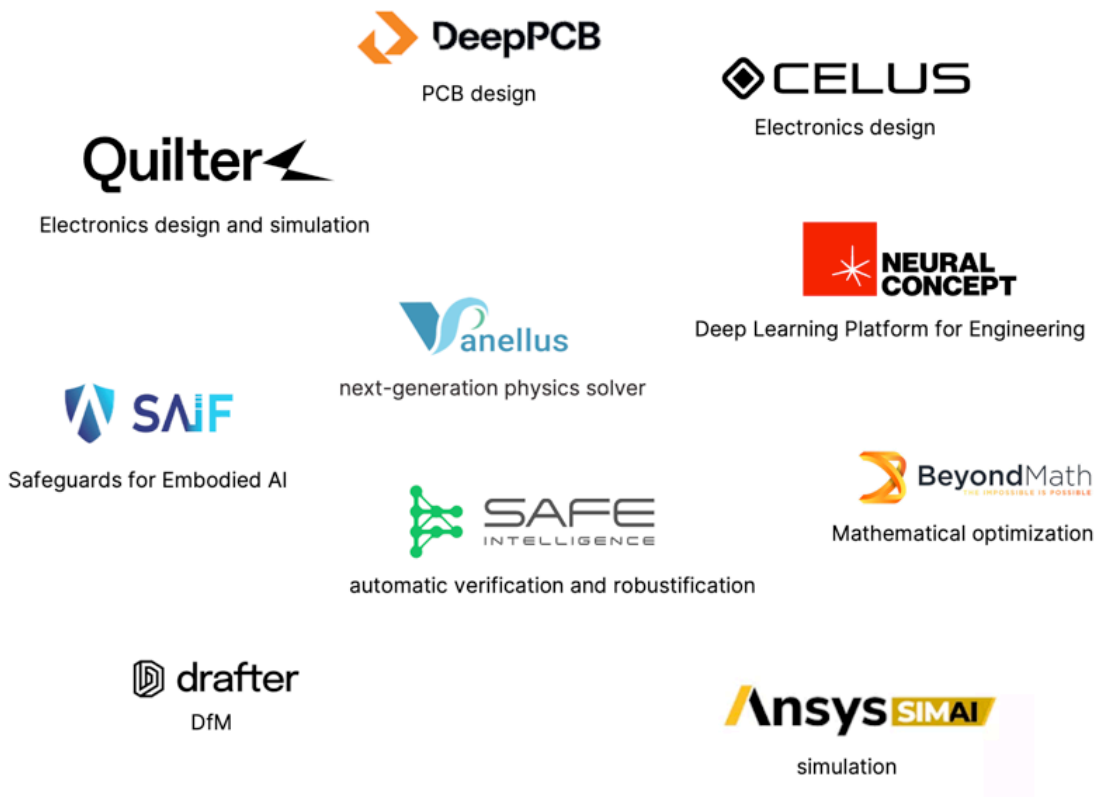 DeepPCB
PCB design
CELUS
Electronics design
Quilter
Electronics design and simulation
NEURAL
CONCEPT
Deep Learning Platform for Engineering
Vanellus
next-generation physics solver
SAIF
Safeguards for Embodied AI
BeyondMath
THE IMPOSSIBLE IS POSSIBLE
Mathematical optimization
SAFE
INTELLIGENCE
automatic verification and robustification
drafter
DfM
Ansys SIMAI
simulation